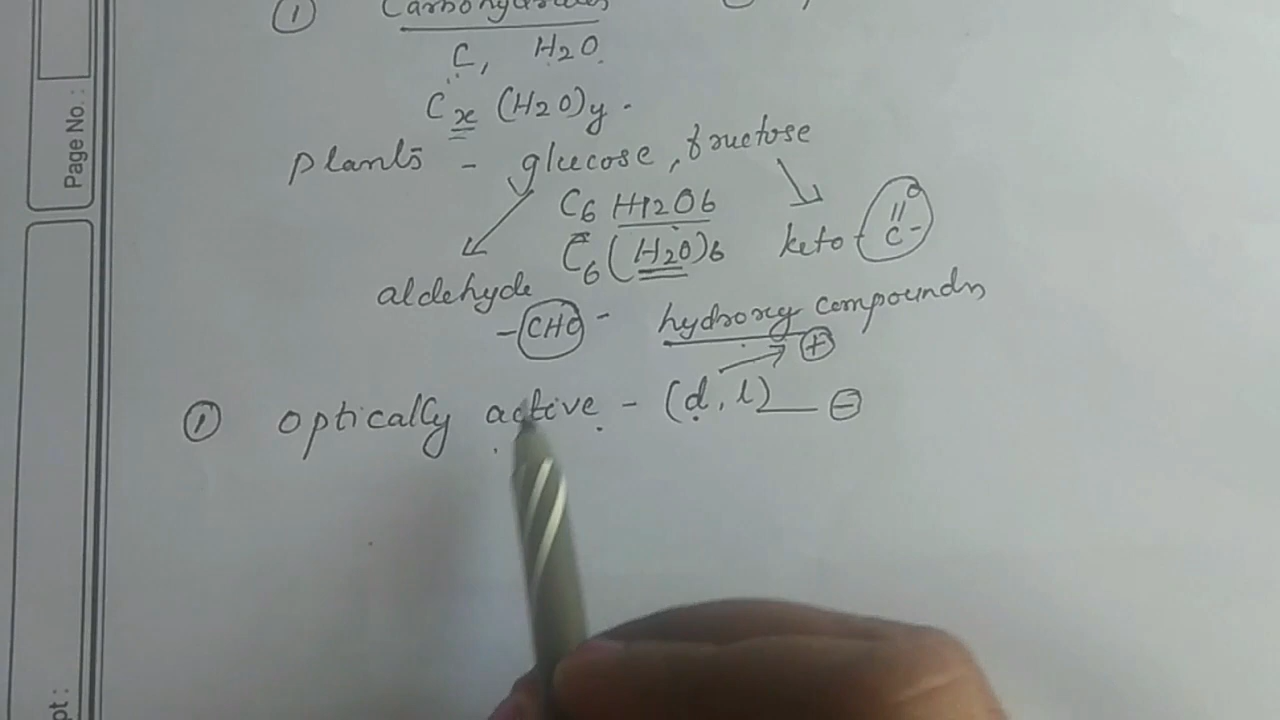 ① Carbohydrates
C, H2O
Cx (H2O)y.
plants - glucose, fructose
C6 H12O6
C6 (H2O)6 keto - C=O
aldehyde
-CHO- hydroxy compounds
① optically active - (d, l) ⊕ ⊖
Page No. :
pt :